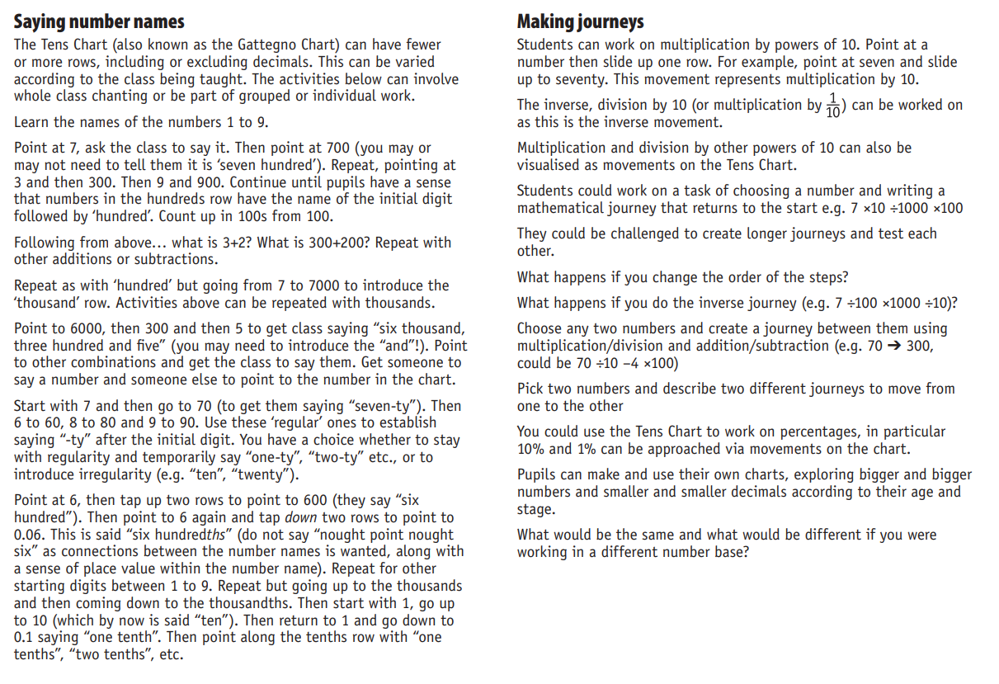 Saying number names
The Tens Chart (also known as the Gattegno Chart) can have fewer
or more rows, including or excluding decimals. This can be varied
according to the class being taught. The activities below can involve
whole class chanting or be part of grouped or individual work.
Learn the names of the numbers 1 to 9.
Point at 7, ask the class to say it. Then point at 700 (you may or
may not need to tell them it is ‘seven hundred’). Repeat, pointing at
3 and then 300. Then 9 and 900. Continue until pupils have a sense
that numbers in the hundreds row have the name of the initial digit
followed by ‘hundred’. Count up in 100s from 100.
Following from above... what is 3+2? What is 300+200? Repeat with
other additions or subtractions.
Repeat as with ‘hundred’ but going from 7 to 7000 to introduce the
‘thousand’ row. Activities above can be repeated with thousands.
Point to 6000, then 300 and then 5 to get class saying “six thousand,
three hundred and five” (you may need to introduce the “and”!). Point
to other combinations and get the class to say them. Get someone to
say a number and someone else to point to the number in the chart.
Start with 7 and then go to 70 (to get them saying “seven-ty”). Then
6 to 60, 8 to 80 and 9 to 90. Use these ‘regular’ ones to establish
saying “-ty” after the initial digit. You have a choice whether to stay
with regularity and temporarily say “one-ty”, “two-ty” etc., or to
introduce irregularity (e.g. “ten”, “twenty”).
Point at 6, then tap up two rows to point to 600 (they say “six
hundred”). Then point to 6 again and tap down two rows to point to
0.06. This is said “six hundredths” (do not say “nought point nought
six” as connections between the number names is wanted, along with
a sense of place value within the number name). Repeat for other
starting digits between 1 to 9. Repeat but going up to the thousands
and then coming down to the thousandths. Then start with 1, go up
to 10 (which by now is said “ten”). Then return to 1 and go down to
0.1 saying “one tenth”. Then point along the tenths row with “one
tenths”, “two tenths”, etc.
Making journeys
Students can work on multiplication by powers of 10. Point at a
number then slide up one row. For example, point at seven and slide
up to seventy. This movement represents multiplication by 10.
The inverse, division by 10 (or multiplication by 1/10) can be worked on
as this is the inverse movement.
Multiplication and division by other powers of 10 can also be
visualised as movements on the Tens Chart.
Students could work on a task of choosing a number and writing a
mathematical journey that returns to the start e.g. 7 ×10 ÷1000 ×100
They could be challenged to create longer journeys and test each
other.
What happens if you change the order of the steps?
What happens if you do the inverse journey (e.g. 7 ÷100 ×1000 ÷10)?
Choose any two numbers and create a journey between them using
multiplication/division and addition/subtraction (e.g. 70 ➔ 300,
could be 70 ÷10 –4 ×100)
Pick two numbers and describe two different journeys to move from
one to the other
You could use the Tens Chart to work on percentages, in particular
10% and 1% can be approached via movements on the chart.
Pupils can make and use their own charts, exploring bigger and bigger
numbers and smaller and smaller decimals according to their age and
stage.
What would be the same and what would be different if you were
working in a different number base?